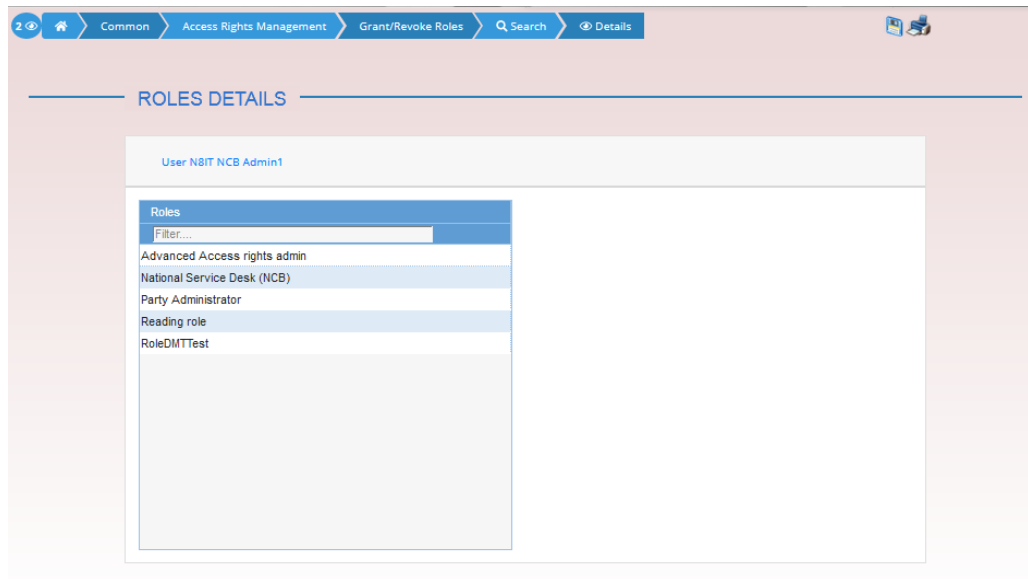 2 Common Access Rights Management Grant/Revoke Roles Search Details
ROLES DETAILS
User N8IT NCB Admin1
Roles
Filter....
Advanced Access rights admin
National Service Desk (NCB)
Party Administrator
Reading role
RoleDMTTest